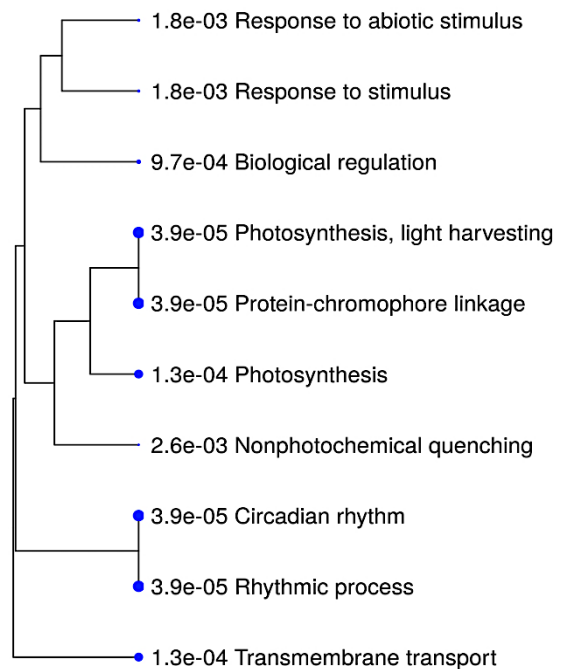 1.8e-03 Response to abiotic stimulus
1.8e-03 Response to stimulus
9.7e-04 Biological regulation
3.9e-05 Photosynthesis, light harvesting
3.9e-05 Protein-chromophore linkage
1.3e-04 Photosynthesis
2.6e-03 Nonphotochemical quenching
3.9e-05 Circadian rhythm
3.9e-05 Rhythmic process
1.3e-04 Transmembrane transport